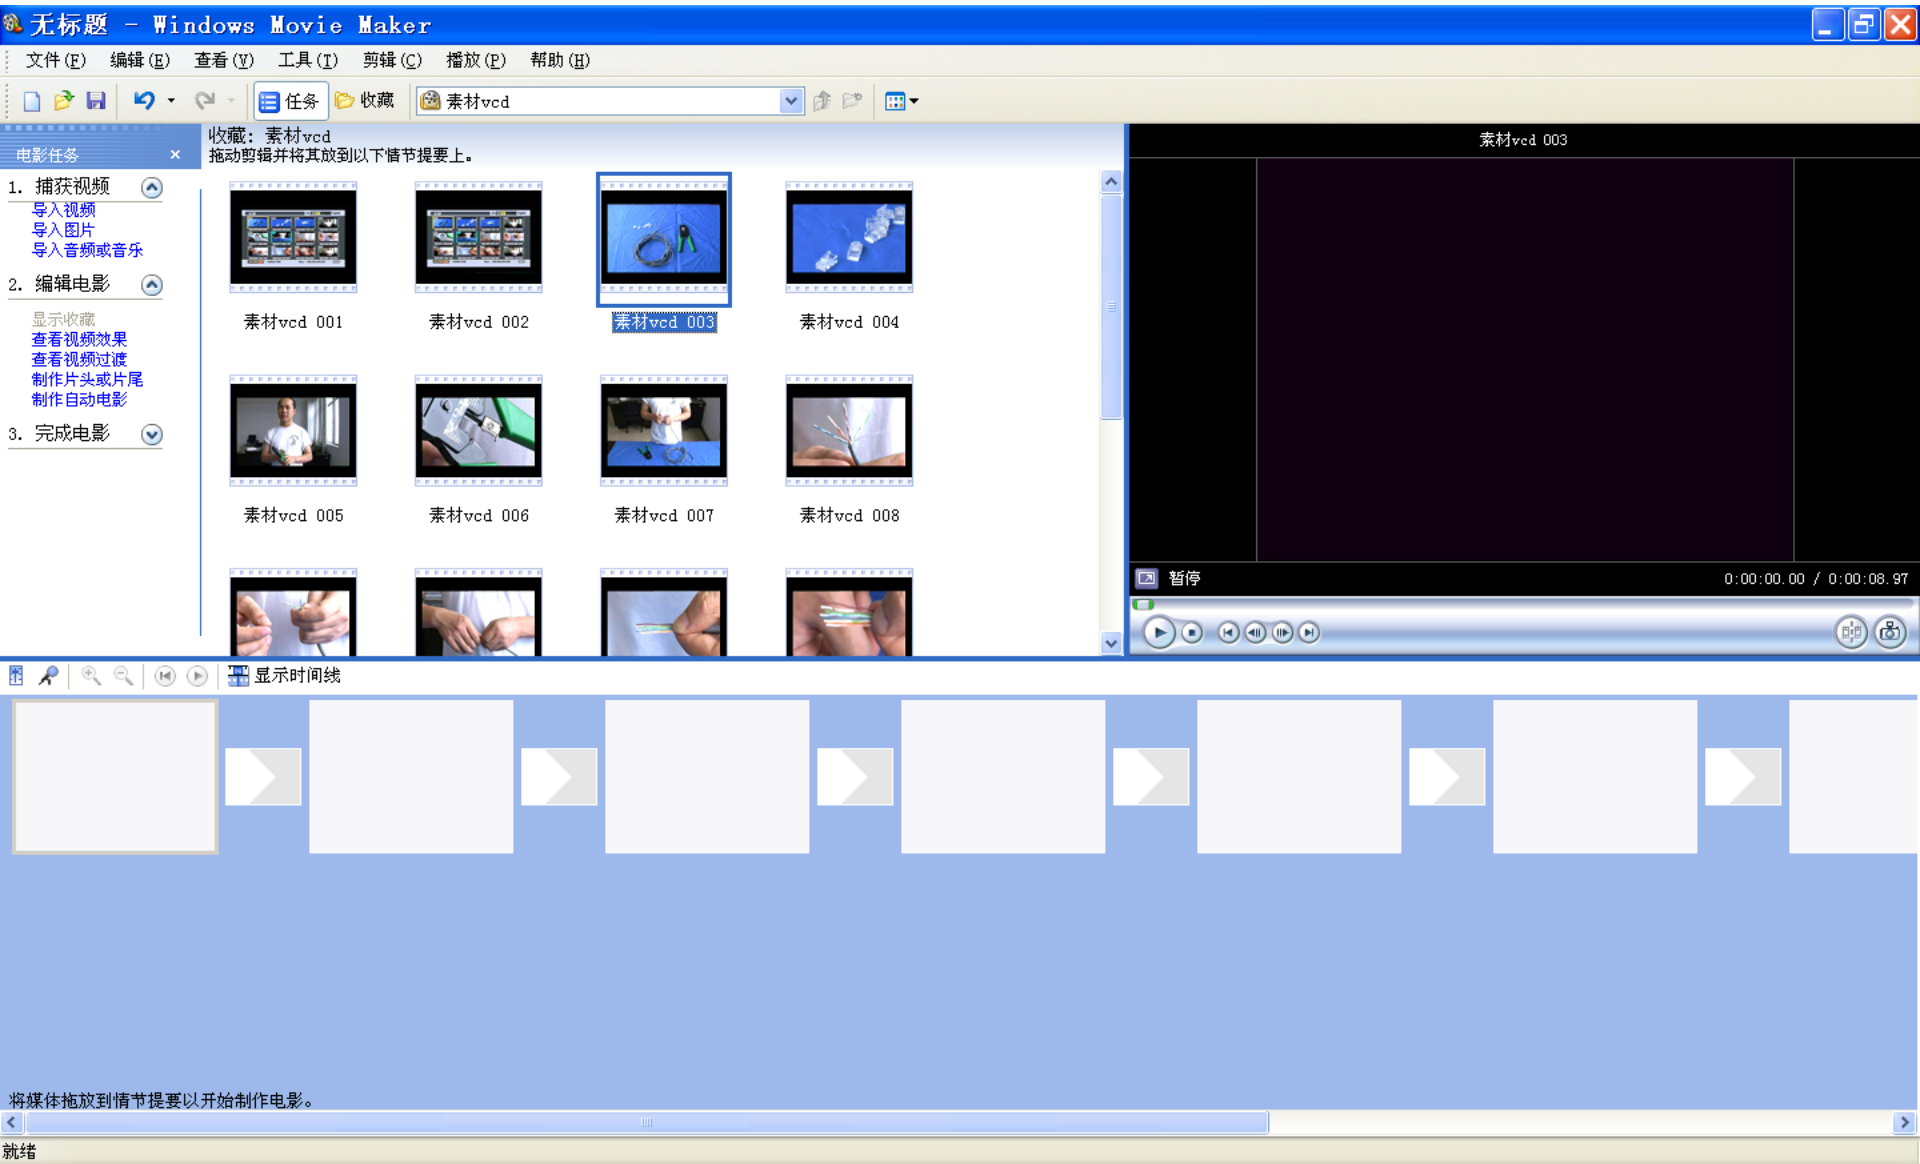 无标题 - Windows Movie Maker
文件(F) 编辑(E) 查看(V) 工具(T) 剪辑(C) 播放(P) 帮助(H)
任务 收藏 素材vcd
电影任务
1. 捕获视频
导入视频
导入图片
导入音频或音乐
2. 编辑电影
显示收藏
查看视频效果
查看视频过渡
制作片头或片尾
制作自动电影
3. 完成电影
收藏: 素材vcd
拖动剪辑并将其放到以下情节提要上。
素材vcd 001 素材vcd 002 素材vcd 003 素材vcd 004
素材vcd 005 素材vcd 006 素材vcd 007 素材vcd 008
素材vcd 003
暂停 0:00:00.00 / 0:00:08.97
显示时间线
将媒体拖放到情节提要以开始制作电影。
就绪